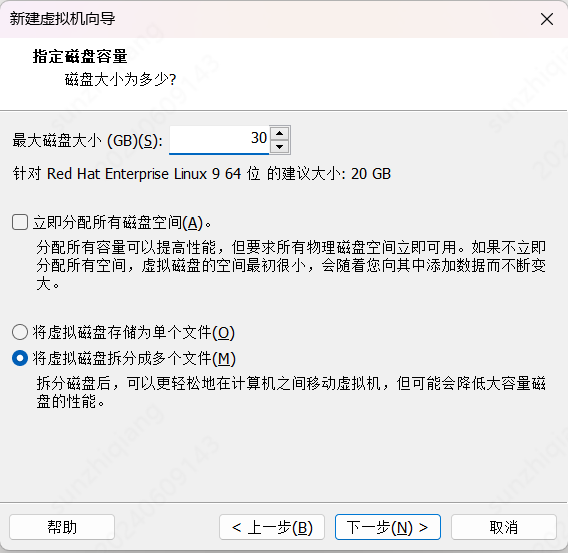 新建虚拟机向导
指定磁盘容量
磁盘大小为多少?
最大磁盘大小 (GB)(S): 30
针对 Red Hat Enterprise Linux 9 64 位 的建议大小: 20 GB
立即分配所有磁盘空间(A)。
分配所有容量可以提高性能，但要求所有物理磁盘空间立即可用。如果不立即
分配所有空间，虚拟磁盘的空间最初很小，会随着您向其中添加数据而不断变
大。
将虚拟磁盘存储为单个文件(O)
将虚拟磁盘拆分成多个文件(M)
拆分磁盘后，可以更轻松地在计算机之间移动虚拟机，但可能会降低大容量磁
盘的性能。
帮助 < 上一步(B) 下一步(N) > 取消
sunzhiqiang
20240609143